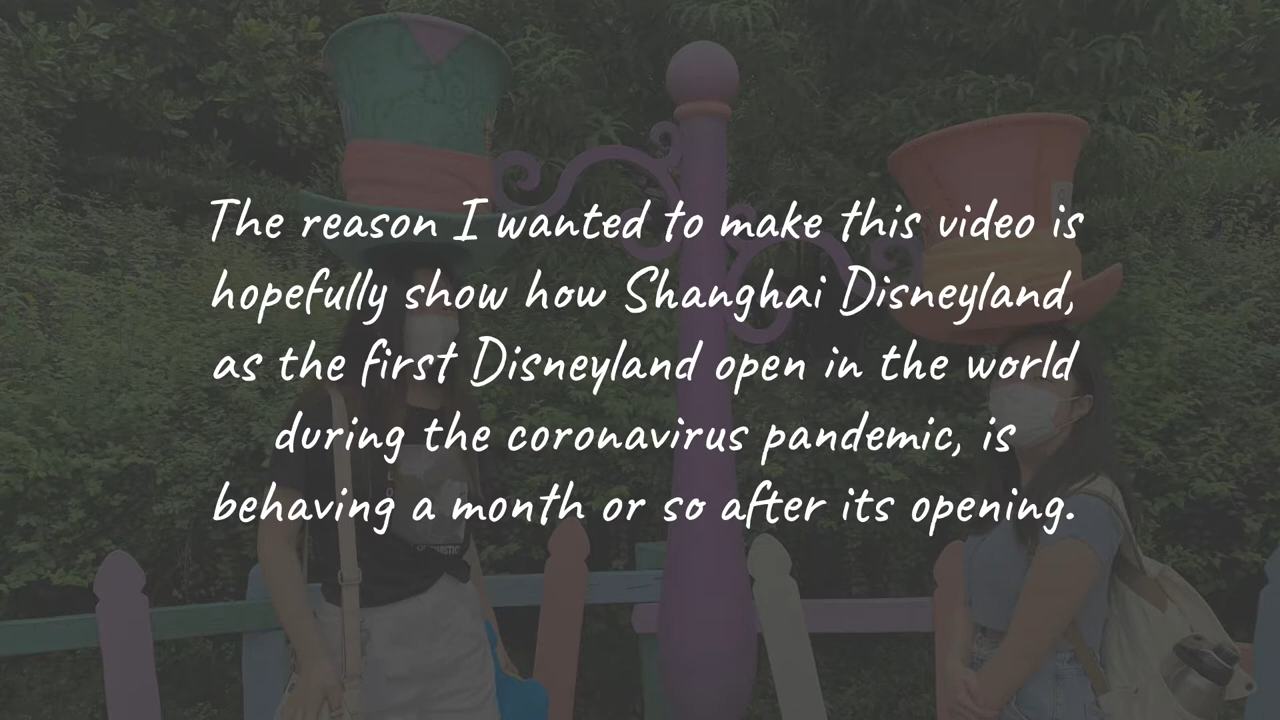 The reason I wanted to make this video is
hopefully show how Shanghai Disneyland,
as the first Disneyland open in the world
during the coronavirus pandemic, is
behaving a month or so after its opening.